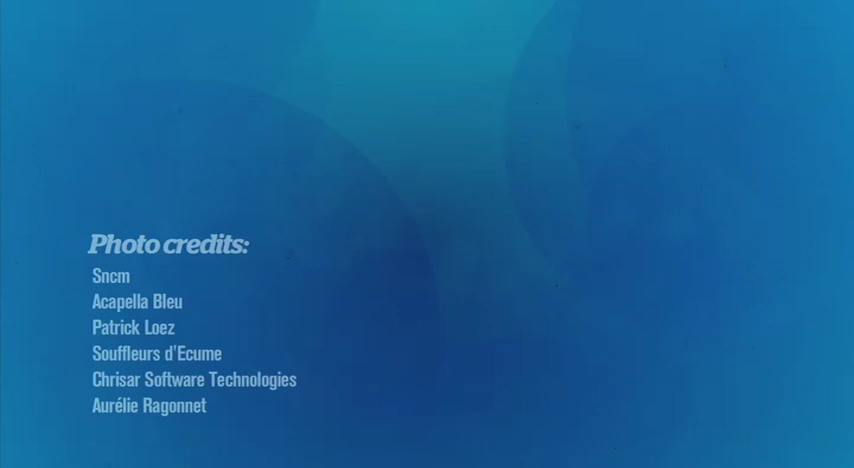 Photo credits:
Sncm
Acapella Bleu
Patrick Loez
Souffleurs d'Ecume
Chrisar Software Technologies
Aurélie Ragonnet